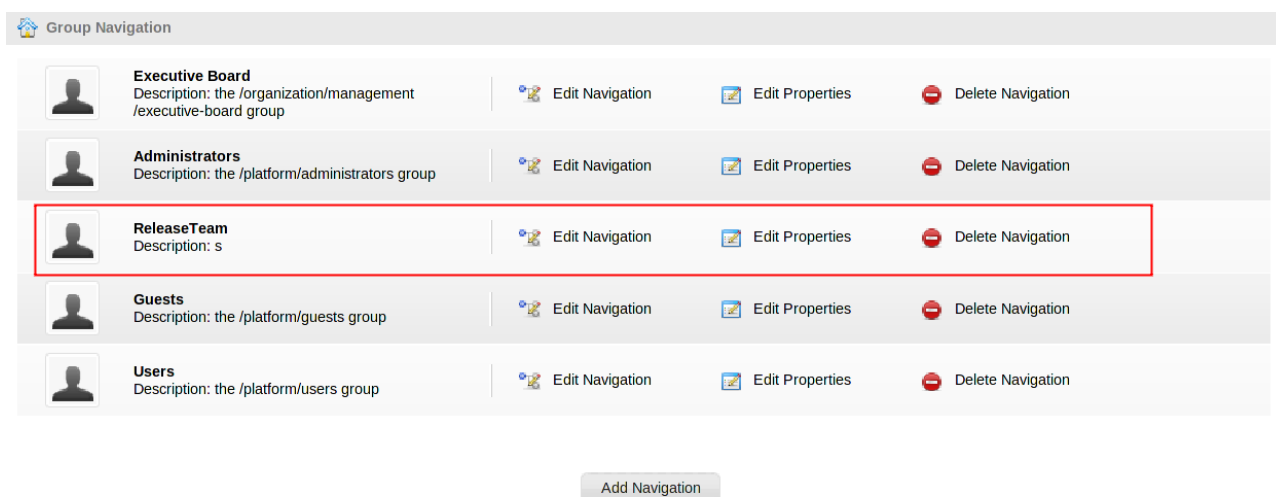 Group Navigation
Executive Board
Description: the /organization/management
/executive-board group
Edit Navigation
Edit Properties
Delete Navigation
Administrators
Description: the /platform/administrators group
Edit Navigation
Edit Properties
Delete Navigation
ReleaseTeam
Description: s
Edit Navigation
Edit Properties
Delete Navigation
Guests
Description: the /platform/guests group
Edit Navigation
Edit Properties
Delete Navigation
Users
Description: the /platform/users group
Edit Navigation
Edit Properties
Delete Navigation
Add Navigation